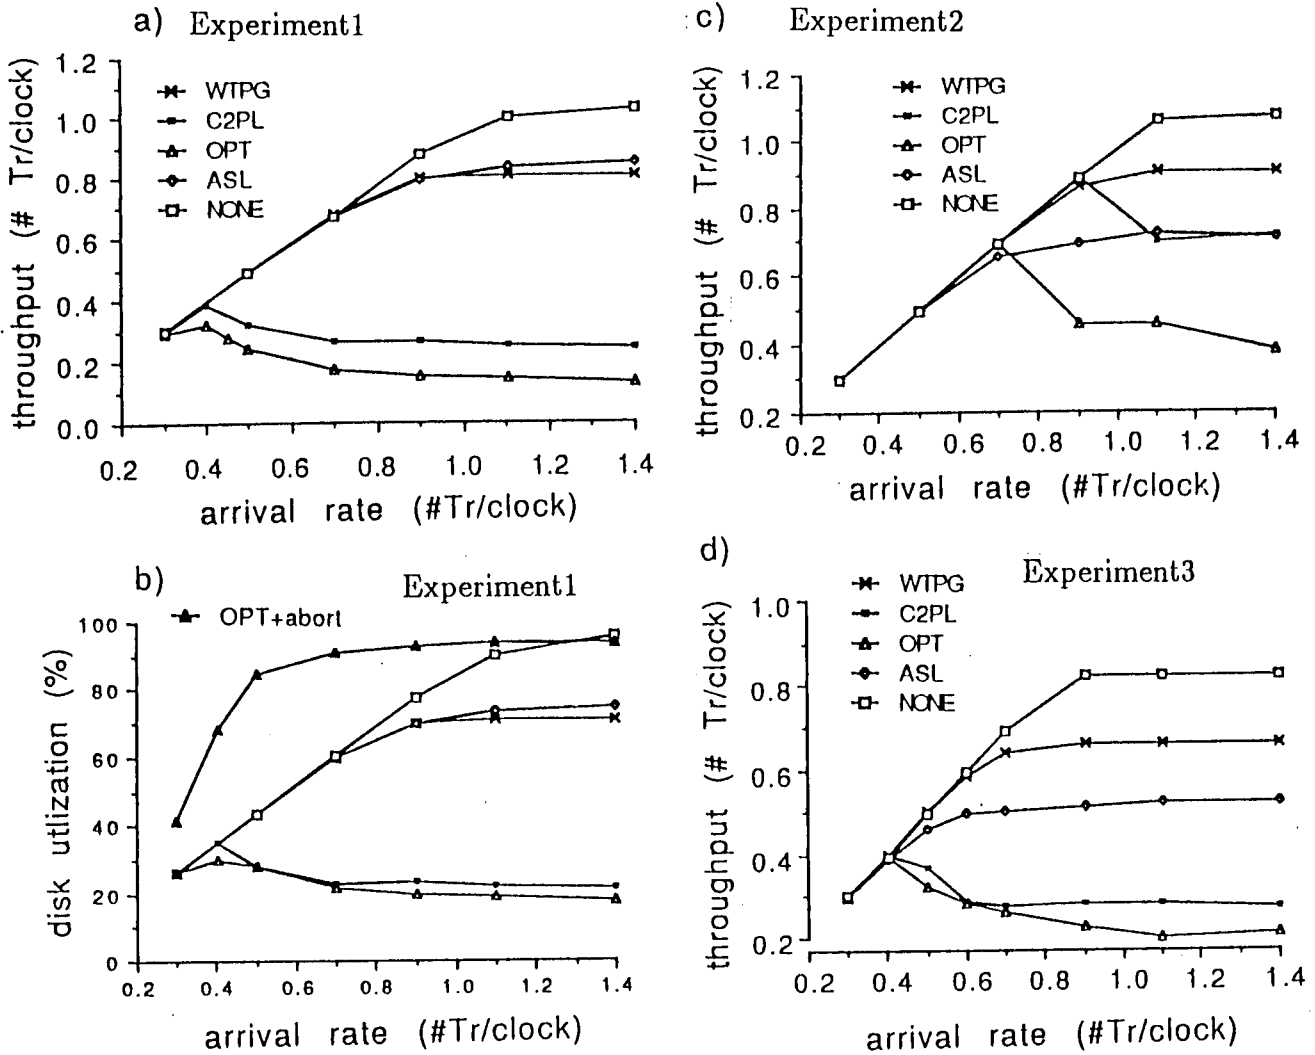 a) Experiment1
throughput (# Tr/clock)
1.2
1.0
0.8
0.6
0.4
0.2
0.0
WTPG
C2PL
OPT
ASL
NONE
0.2 0.4 0.6 0.8 1.0 1.2 1.4
arrival rate (#Tr/clock)
c) Experiment2
throughput (# Tr/clock)
1.2
1.0
0.8
0.6
0.4
0.2
WTPG
C2PL
OPT
ASL
NONE
0.2 0.4 0.6 0.8 1.0 1.2 1.4
arrival rate (#Tr/clock)
b) Experiment1
OPT+abort
disk utlization (%)
100
80
60
40
20
0
0.2 0.4 0.6 0.8 1.0 1.2 1.4
arrival rate (#Tr/clock)
d) Experiment3
WTPG
C2PL
OPT
ASL
NONE
throughput (# Tr/clock)
1.0
0.8
0.6
0.4
0.2
0.2 0.4 0.6 0.8 1.0 1.2 1.4
arrival rate (#Tr/clock)